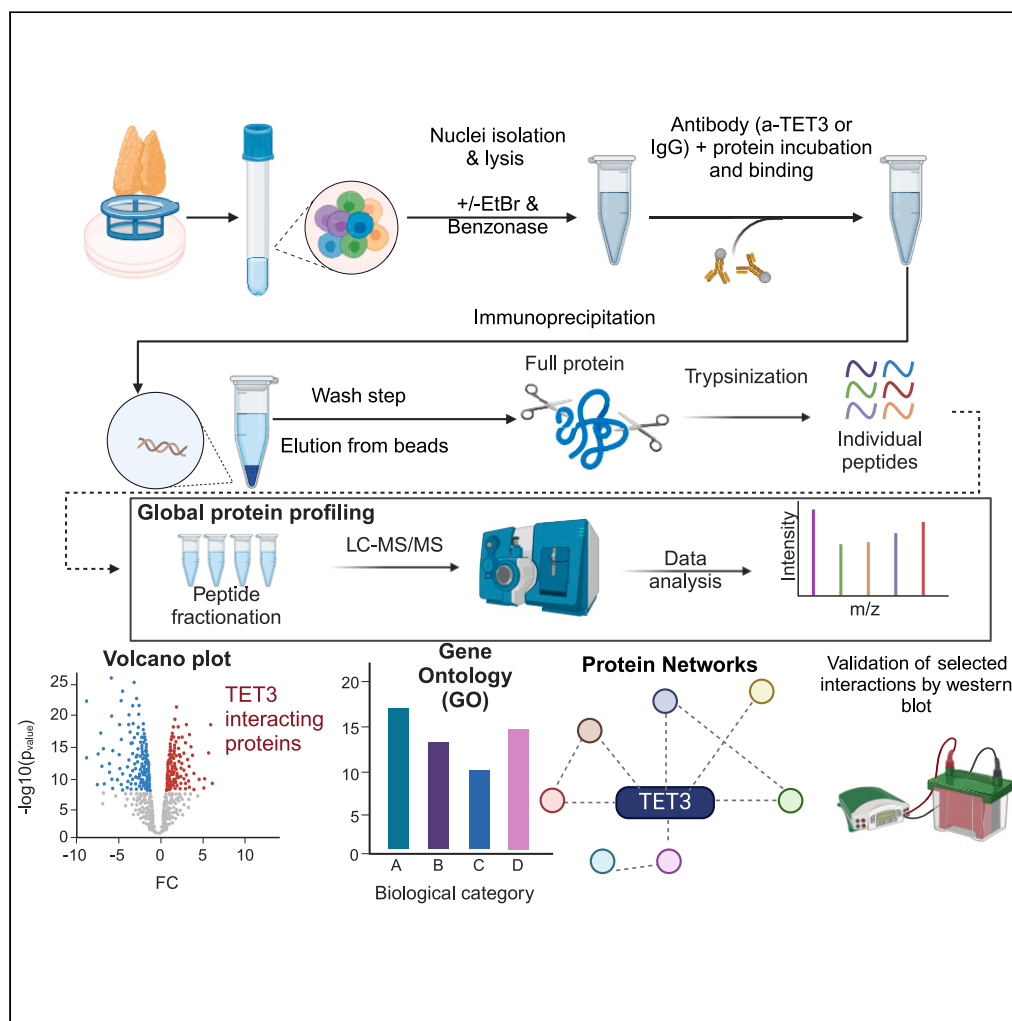 Nuclei isolation
& lysis
+/-EtBr &
Benzonase
Antibody (a-TET3 or
IgG) + protein incubation
and binding
Immunoprecipitation
Wash step
Elution from beads
Full protein
Trypsinization
Individual
peptides
Global protein profiling
Peptide
fractionation
LC-MS/MS
Data
analysis
Intensity
m/z
Volcano plot
TET3
interacting
proteins
-log10(pvalue)
25
20
15
10
5
0
-10
-5
0
5
10
FC
Gene
Ontology
(GO)
20
15
10
5
0
A
B
C
D
Biological category
Protein Networks
TET3
Validation of selected
interactions by western
blot